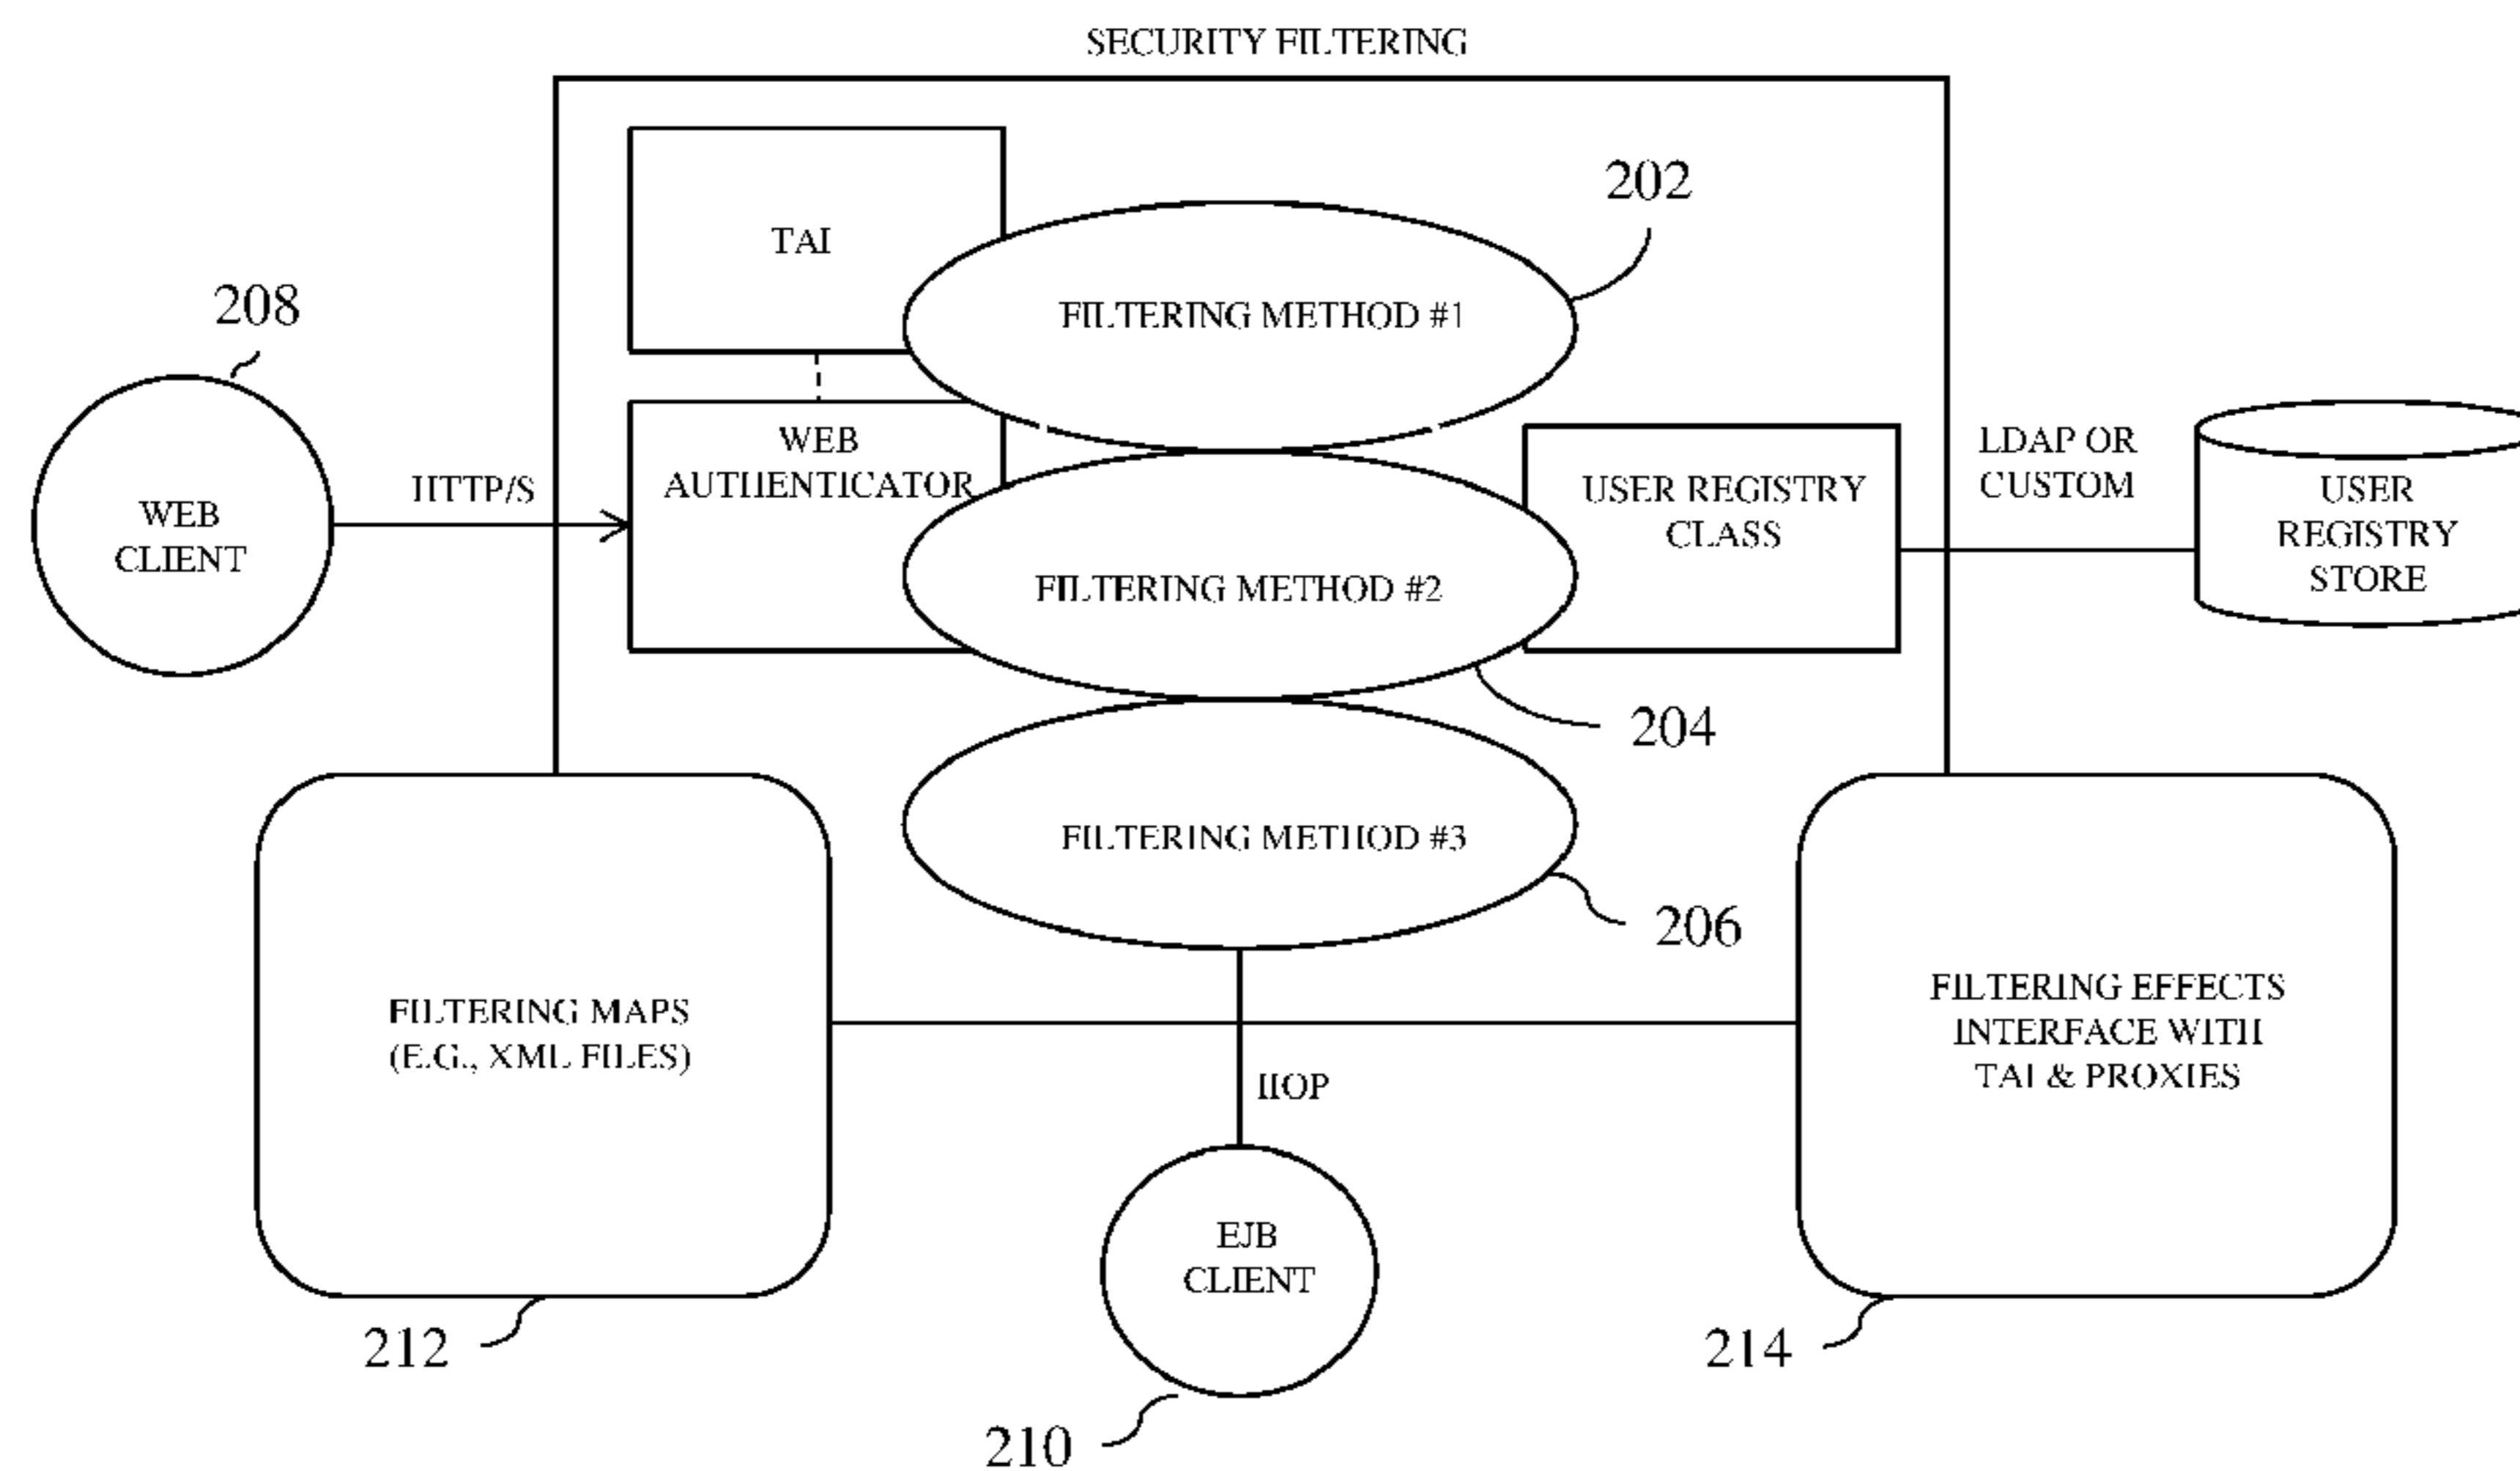 SECURITY FILTERING
202
TAI
208
FILTERING METHOD #1
WEB
AUTHENTICATOR
LDAP OR
CUSTOM
HTTP/S
USER REGISTRY
CLASS
USER
REGISTRY
STORE
WEB
CLIENT
FILTERING METHOD #2
204
FILTERING METHOD #3
206
FILTERING MAPS
(E.G., XML FILES)
FILTERING EFFECTS
INTERFACE WITH
TAI & PROXIES
IIOP
EJB
CLIENT
212
214
210